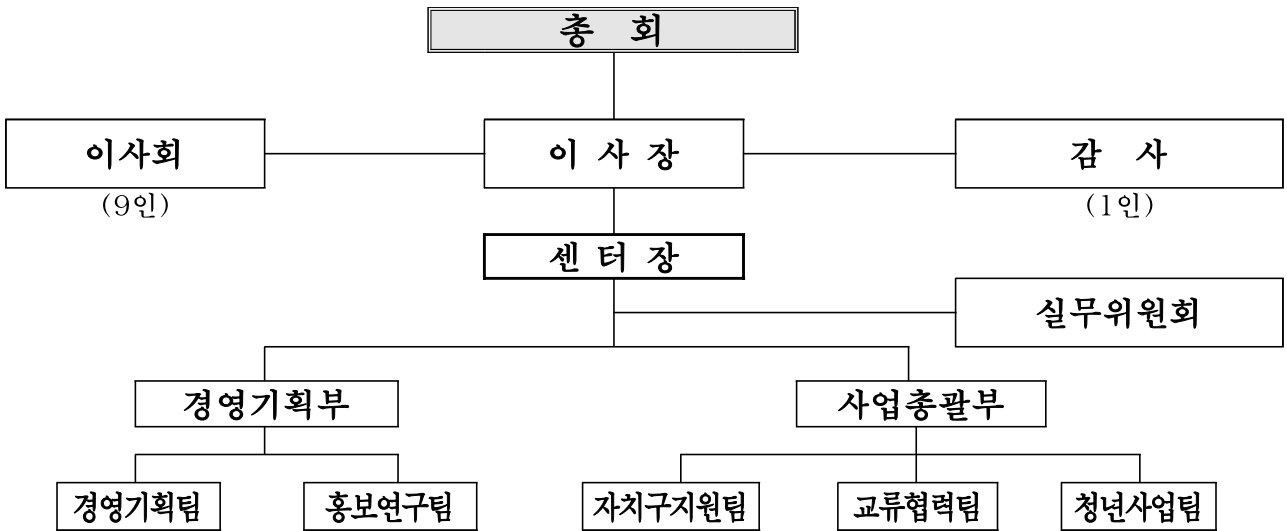 총 회
이사회
이 사 장
감 사
(9인)
(1인)
센 터 장
실무위원회
경영기획부
사업총괄부
경영기획팀
홍보연구팀
자치구지원팀
교류협력팀
청년사업팀